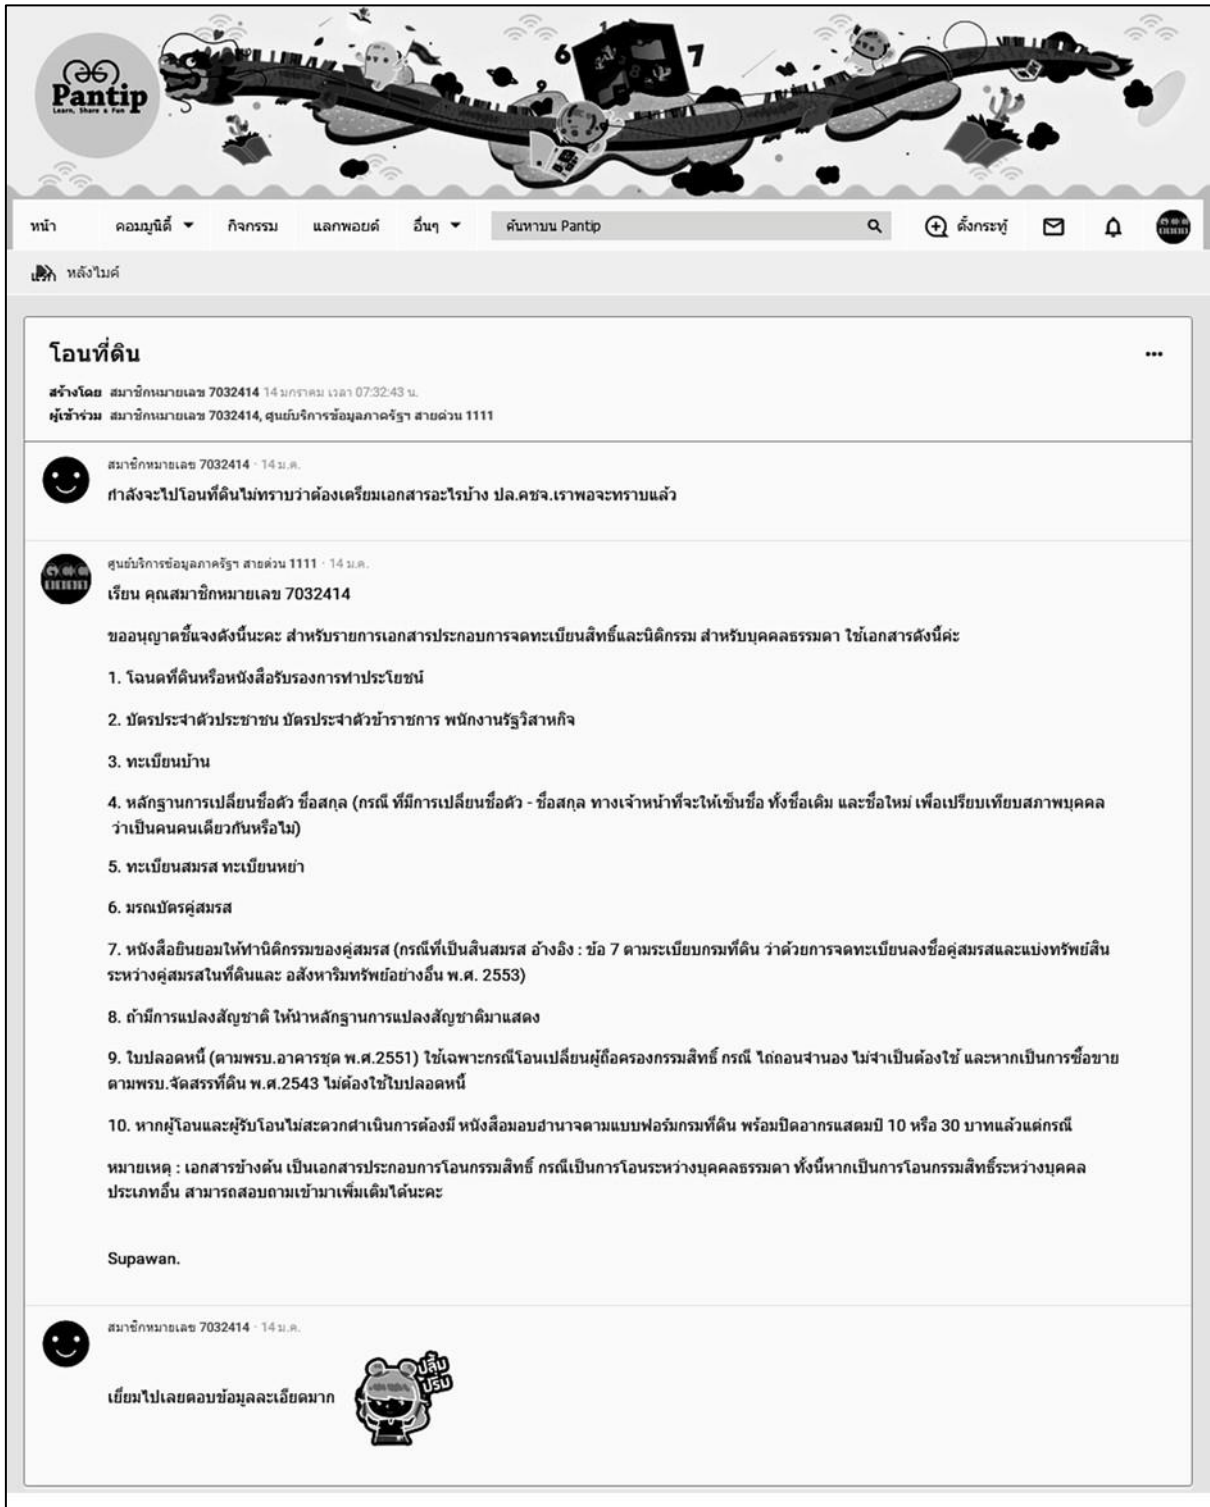 Pantip
Learn, Share & Fun
6
7
9
8
หน้าแรก
คอมมูนิตี้
กิจกรรม
แลกพอยต์
อื่นๆ
ค้นหาบน Pantip
ตั้งกระทู้
หลังไมค์
โอนที่ดิน
สร้างโดย สมาชิกหมายเลข 7032414 14 มกราคม เวลา 07:32:43 น.
ผู้เข้าร่วม สมาชิกหมายเลข 7032414, ศูนย์บริการข้อมูลภาครัฐฯ สายด่วน 1111
สมาชิกหมายเลข 7032414 · 14 ม.ค.
กำลังจะไปโอนที่ดินไม่ทราบว่าต้องเตรียมเอกสารอะไรบ้าง ปล.คชจ.เราพอจะทราบแล้ว
ศูนย์บริการข้อมูลภาครัฐฯ สายด่วน 1111 · 14 ม.ค.
เรียน คุณสมาชิกหมายเลข 7032414
ขออนุญาตชี้แจงดังนี้นะคะ สำหรับรายการเอกสารประกอบการจดทะเบียนสิทธิ์และนิติกรรม สำหรับบุคคลธรรมดา ใช้เอกสารดังนี้ค่ะ
1. โฉนดที่ดินหรือหนังสือรับรองการทำประโยชน์
2. บัตรประจำตัวประชาชน บัตรประจำตัวข้าราชการ พนักงานรัฐวิสาหกิจ
3. ทะเบียนบ้าน
4. หลักฐานการเปลี่ยนชื่อตัว ชื่อสกุล (กรณี ที่มีการเปลี่ยนชื่อตัว - ชื่อสกุล ทางเจ้าหน้าที่จะให้เซ็นชื่อ ทั้งชื่อเดิม และชื่อใหม่ เพื่อเปรียบเทียบสภาพบุคคล
ว่าเป็นคนคนเดียวกันหรือไม่)
5. ทะเบียนสมรส ทะเบียนหย่า
6. มรณบัตรคู่สมรส
7. หนังสือยินยอมให้ทำนิติกรรมของคู่สมรส (กรณีที่เป็นสินสมรส อ้างอิง : ข้อ 7 ตามระเบียบกรมที่ดิน ว่าด้วยการจดทะเบียนลงชื่อคู่สมรสและแบ่งทรัพย์สิน
ระหว่างคู่สมรสในที่ดินและ อสังหาริมทรัพย์อย่างอื่น พ.ศ. 2553)
8. ถ้ามีการแปลงสัญชาติ ให้นำหลักฐานการแปลงสัญชาติมาแสดง
9. ใบปลอดหนี้ (ตามพรบ.อาคารชุด พ.ศ.2551) ใช้เฉพาะกรณีโอนเปลี่ยนผู้ถือครองกรรมสิทธิ์ กรณี ไถ่ถอนจำนอง ไม่จำเป็นต้องใช้ และหากเป็นการซื้อขาย
ตามพรบ.จัดสรรที่ดิน พ.ศ.2543 ไม่ต้องใช้ใบปลอดหนี้
10. หากผู้โอนและผู้รับโอนไม่สะดวกดำเนินการต้องมี หนังสือมอบอำนาจตามแบบฟอร์มกรมที่ดิน พร้อมปิดอากรแสตมป์ 10 หรือ 30 บาทแล้วแต่กรณี
หมายเหตุ : เอกสารข้างต้น เป็นเอกสารประกอบการโอนกรรมสิทธิ์ กรณีเป็นการโอนระหว่างบุคคลธรรมดา ทั้งนี้หากเป็นการโอนกรรมสิทธิ์ระหว่างบุคคล
ประเภทอื่น สามารถสอบถามเข้ามาเพิ่มเติมได้นะคะ
Supawan.
สมาชิกหมายเลข 7032414 · 14 ม.ค.
เยี่ยมไปเลยตอบข้อมูลละเอียดมาก
ปลื้ม
ปริ่ม